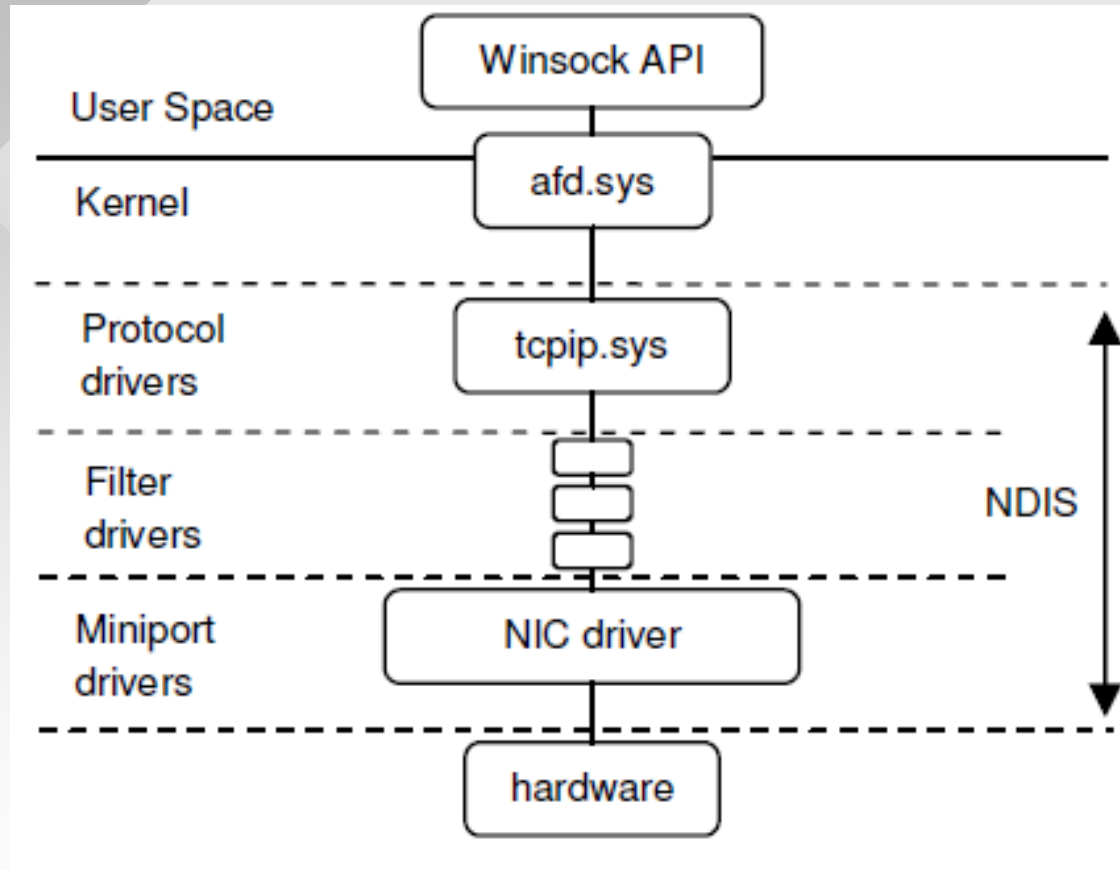 Winsock API
User Space
afd.sys
Kernel
Protocol
drivers
tcpip.sys
Filter
drivers
NDIS
Miniport
drivers
NIC driver
hardware